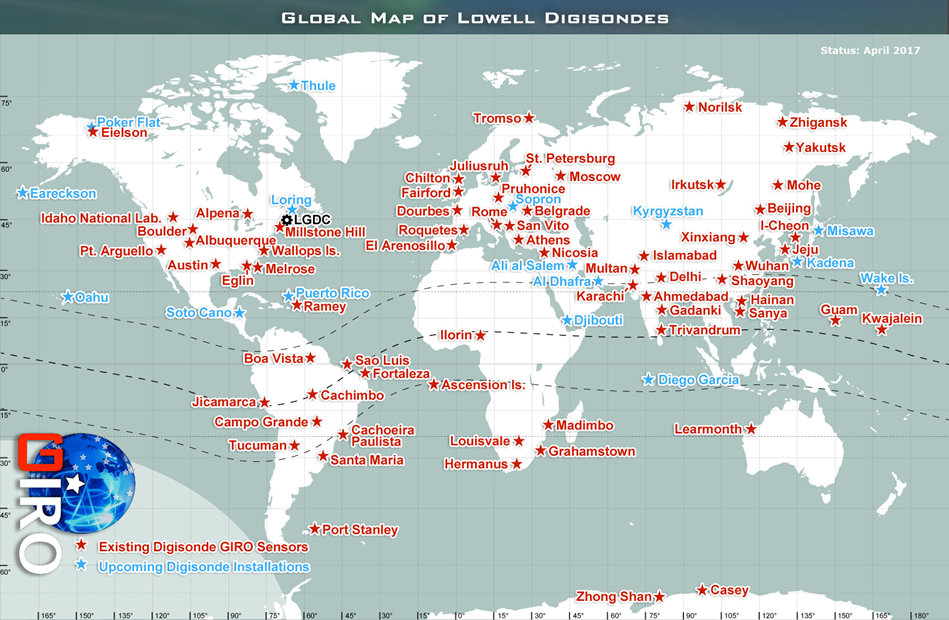 Global Map of Lowell Digisondes
Status: April 2017
Thule
Norilsk
Tromso
Zhigansk
Poker Flat
Eielson
Yakutsk
St. Petersburg
Juliusruh
Moscow
Chilton
Irkutsk
Mohe
Fairford
Pruhonice
Eareckson
Sopron
Loring
Dourbes
Rome
Belgrade
Kyrgyzstan
Beijing
Idaho National Lab.
Alpena
LGDC
San Vito
I-Cheon
Boulder
Millstone Hill
Roquetes
Misawa
Albuquerque
Athens
Xinxiang
Pt. Arguello
Wallops Is.
El Arenosillo
Nicosia
Islamabad
Jeju
Austin
Melrose
Ali al Salem
Multan
Wuhan
Kadena
Eglin
Al Dhafra
Delhi
Shaoyang
Wake Is.
Oahu
Puerto Rico
Karachi
Ahmedabad
Hainan
Ramey
Gadanki
Sanya
Guam
Soto Cano
Djibouti
Kwajalein
Ilorin
Trivandrum
Boa Vista
Sao Luis
Fortaleza
Ascension Is.
Diego Garcia
Jicamarca
Cachimbo
Campo Grande
Madimbo
Cachoeira
Paulista
Learmonth
Tucuman
Louisvale
Grahamstown
Santa Maria
Hermanus
Port Stanley
GIRO
Existing Digisonde GIRO Sensors
Upcoming Digisonde Installations
Zhong Shan
Casey
75°
60°
45°
30°
15°
0°
15°
30°
45°
60°
165° 150° 135° 120° 105° 90° 75° 60° 45° 30° 15° 0° 15° 30° 45° 60° 75° 90° 105° 120° 135° 150° 165° 180°